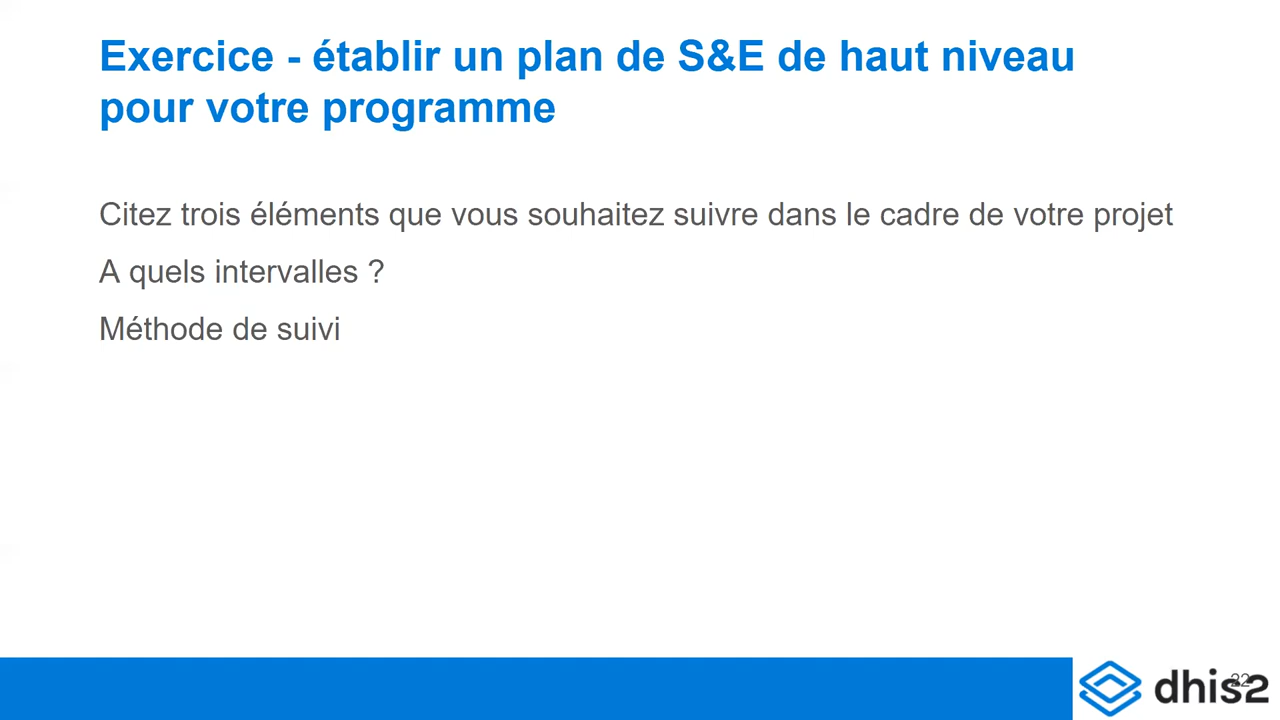 Exercice - établir un plan de S&E de haut niveau
pour votre programme
Citez trois éléments que vous souhaitez suivre dans le cadre de votre projet
A quels intervalles ?
Méthode de suivi
dhis2
22